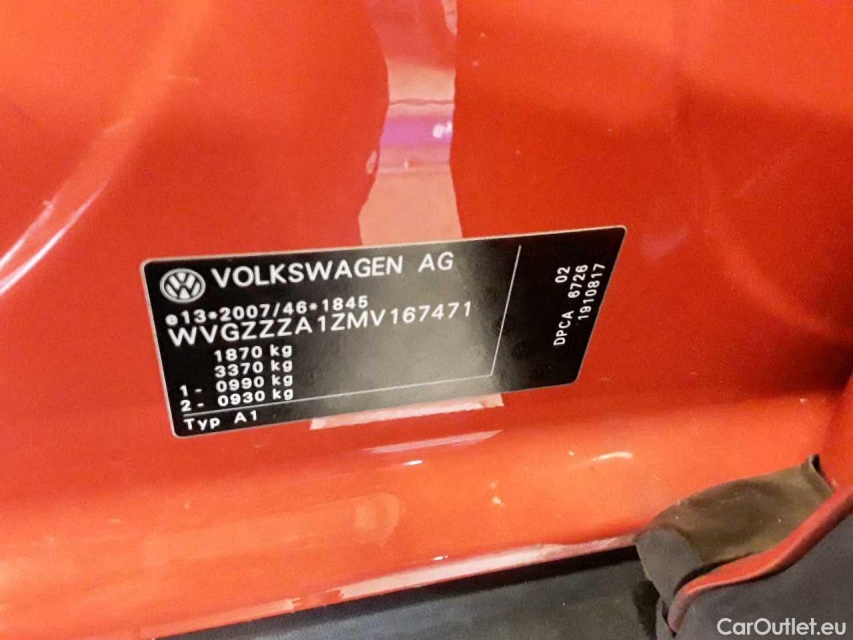 VOLKSWAGEN AG
e13*2007/46*1845
WVGZZZA1ZMV167471
1870 kg
3370 kg
1- 0990 kg
2- 0930 kg
Typ A1
DPCA 6726 02
1910817
CarOutlet.eu